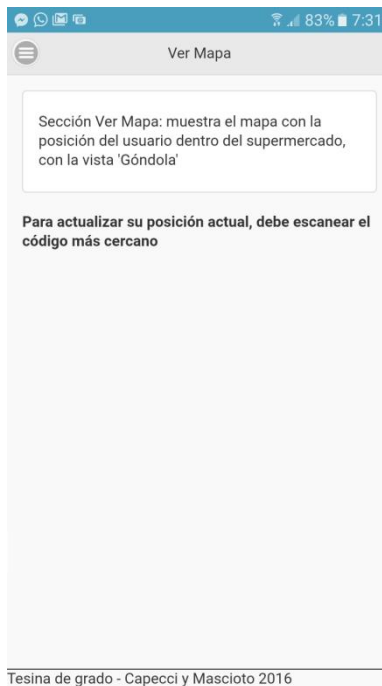 83% 7:31
Ver Mapa
Sección Ver Mapa: muestra el mapa con la
posición del usuario dentro del supermercado,
con la vista 'Góndola'
Para actualizar su posición actual, debe escanear el
código más cercano
Tesina de grado - Capecci y Mascioto 2016